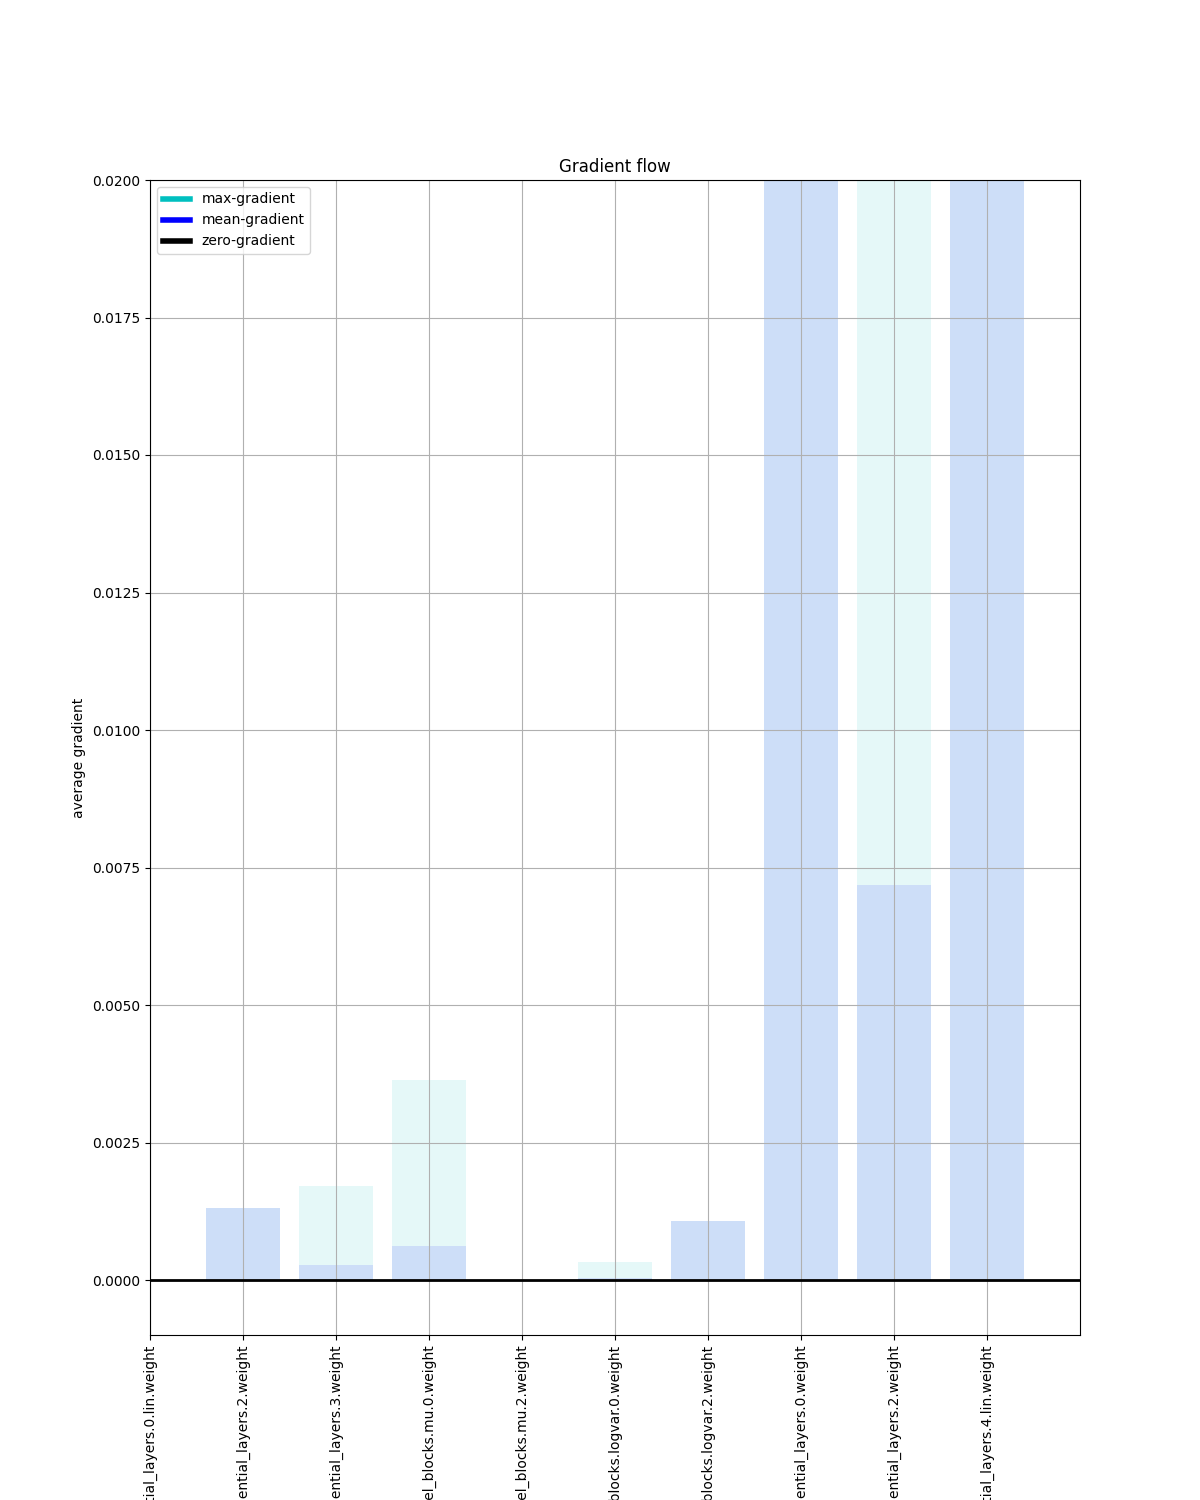 Gradient flow
max-gradient
mean-gradient
zero-gradient
0.0200
0.0175
0.0150
0.0125
0.0100
0.0075
0.0050
0.0025
0.0000
average gradient
tial_layers.0.lin.weight
ential_layers.2.weight
ential_layers.3.weight
el_blocks.mu.0.weight
el_blocks.mu.2.weight
blocks.logvar.0.weight
blocks.logvar.2.weight
ential_layers.0.weight
ential_layers.2.weight
tial_layers.4.lin.weight